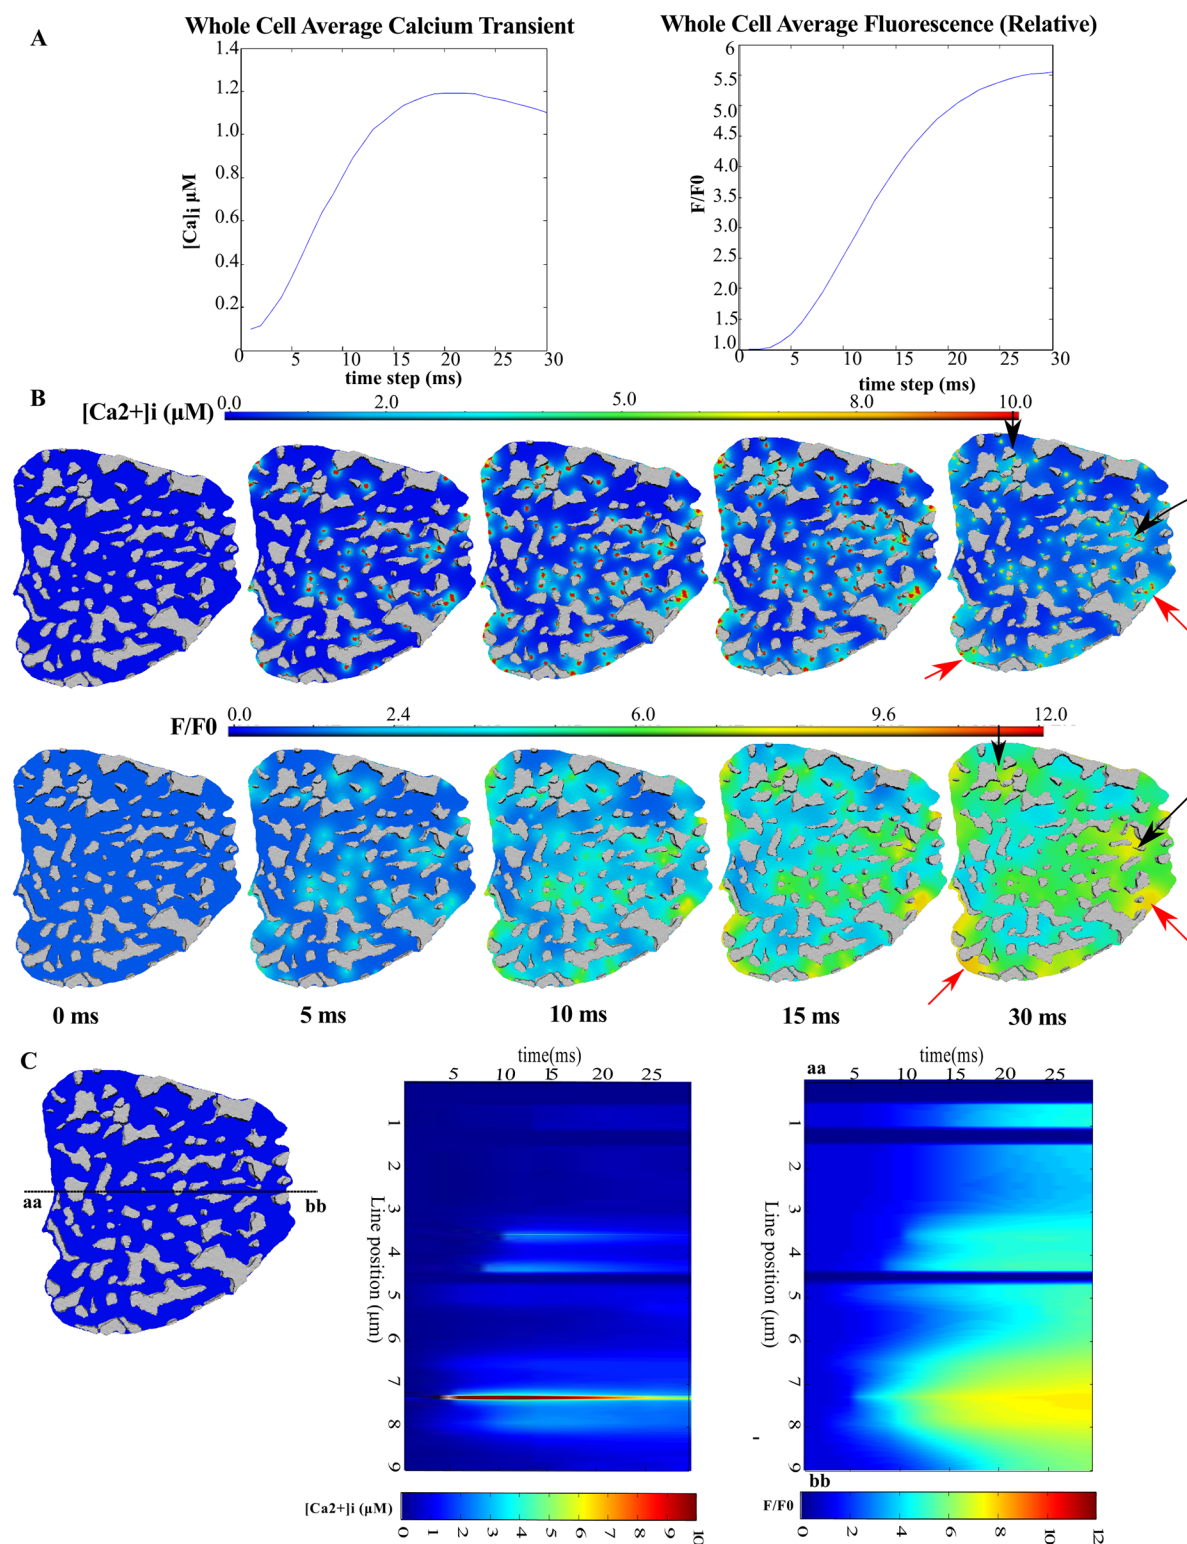 A
Whole Cell Average Calcium Transient
Whole Cell Average Fluorescence (Relative)
1.4
1.2
1.0
0.8
0.6
0.4
0.2
[Ca]i µM
0 5 10 15 20 25 30
time step (ms)
6
5.5
5.0
4.5
4.0
3.5
3.0
2.5
2.0
1.5
1.0
F/F0
0 5 10 15 20 25 30
time step (ms)
B
[Ca2+]i (µM)
0.0 2.0 5.0 8.0 10.0
F/F0
0.0 2.4 6.0 9.6 12.0
0 ms 5 ms 10 ms 15 ms 30 ms
C
aa
bb
time(ms)
5 10 15 20 25
Line position (µm)
1
2
3
4
5
6
7
8
9
[Ca2+]i (µM)
0 1 2 3 4 5 6 7 8 9 10
time(ms)
aa
5 10 15 20 25
Line position (µm)
1
2
3
4
5
6
7
8
9
bb
F/F0
0 2 4 6 8 10 12